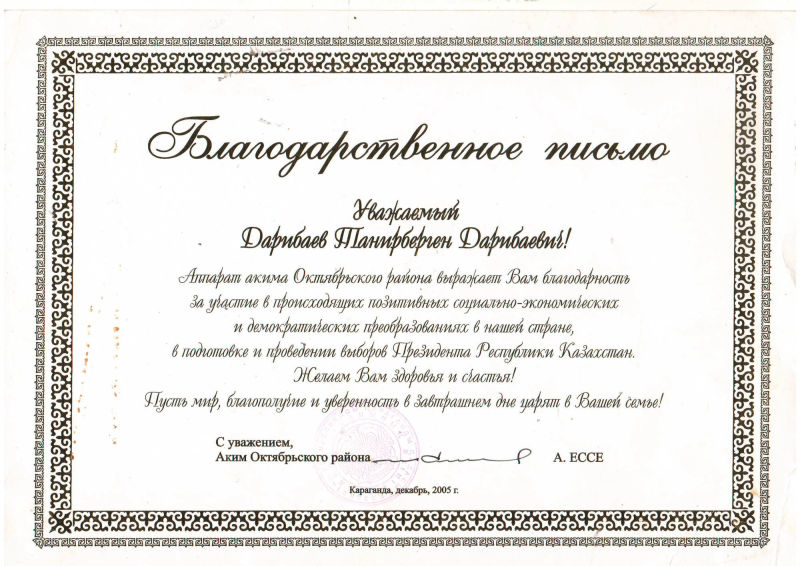 Благодарственное письмо
Уважаемый
Дарибаев Танирберген Дарибаевич!
Аппарат акима Октябрьского района выражает Вам благодарность
за участие в происходящих позитивных социально-экономических
и демократических преобразованиях в нашей стране,
в подготовке и проведении выборов Президента Республики Казахстан.
Желаем Вам здоровья и счастья!
Пусть мир, благополучие и уверенность в завтрашнем дне царят в Вашей семье!
С уважением,
Аким Октябрьского района А. ЕССЕ
Караганда, декабрь, 2005 г.